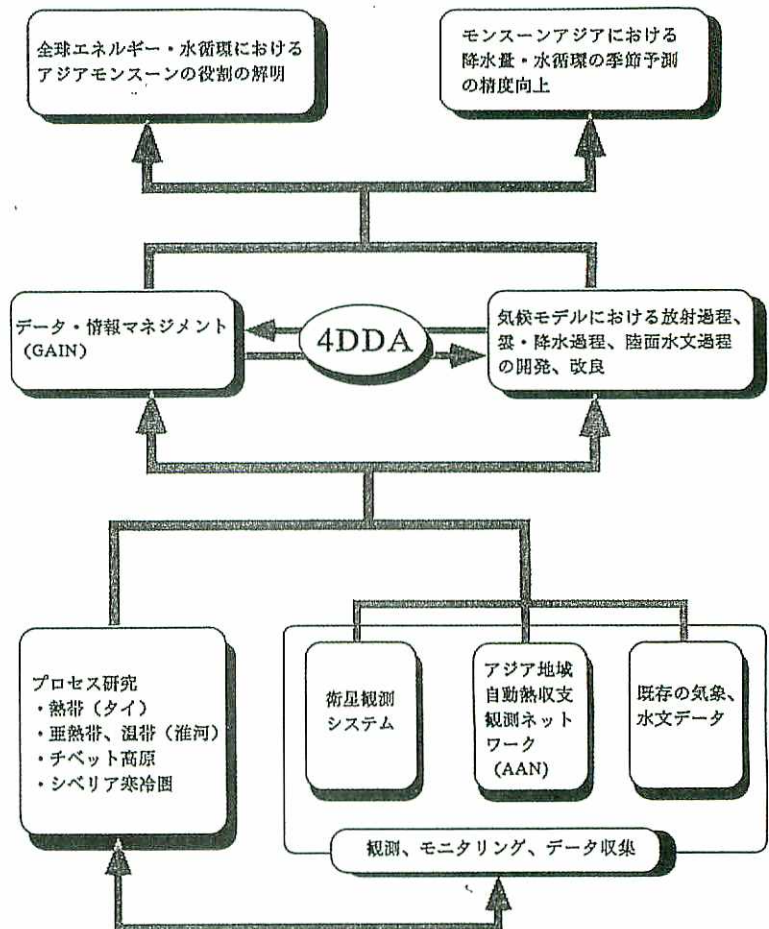 全球エネルギー・水循環における
アジアモンスーンの役割の解明
モンスーンアジアにおける
降水量・水循環の季節予測
の精度向上
データ・情報マネジメント
(GAIN)
4DDA
気候モデルにおける放射過程、
雲・降水過程、陸面水文過程
の開発、改良
プロセス研究
・熱帯(タイ)
・亜熱帯、温帯(淮河)
・チベット高原
・シベリア寒冷圏
衛星観測
システム
アジア地域
自動熱収支
観測ネット
ワーク
(AAN)
既存の気象、
水文データ
観測、モニタリング、データ収集